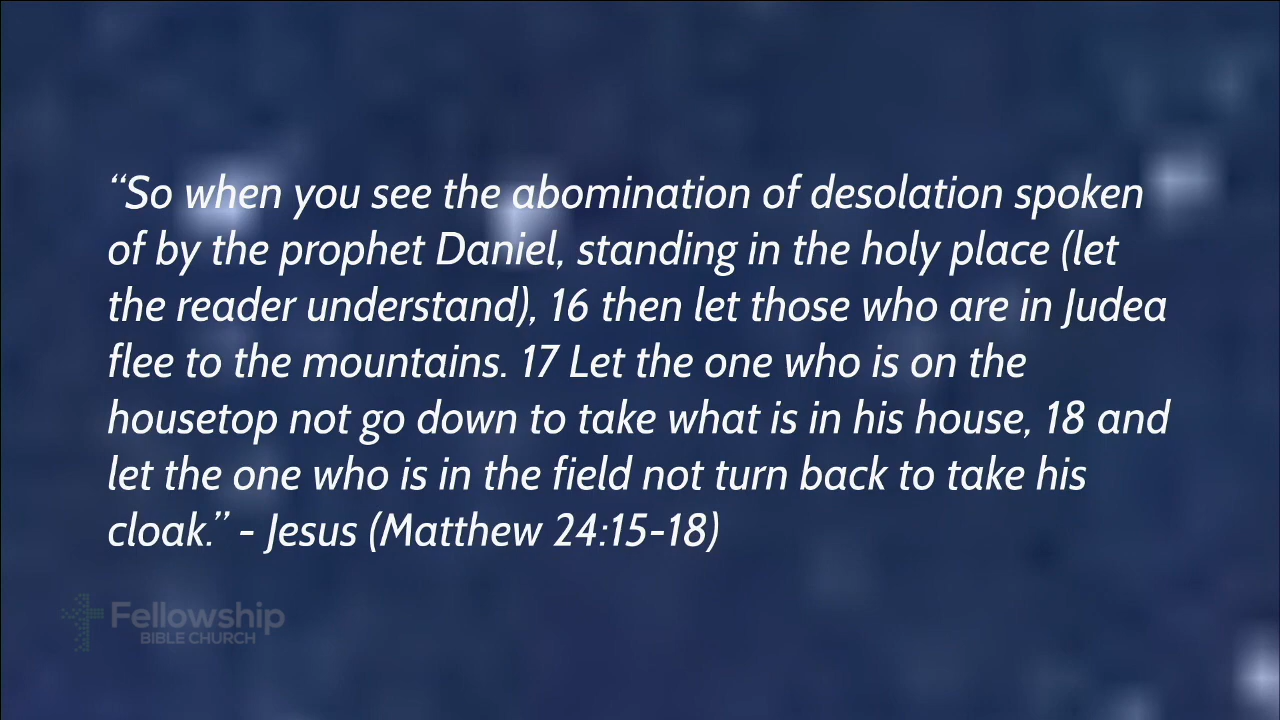 “So when you see the abomination of desolation spoken
of by the prophet Daniel, standing in the holy place (let
the reader understand), 16 then let those who are in Judea
flee to the mountains. 17 Let the one who is on the
housetop not go down to take what is in his house, 18 and
let the one who is in the field not turn back to take his
cloak.” - Jesus (Matthew 24:15-18)
Fellowship
BIBLE CHURCH